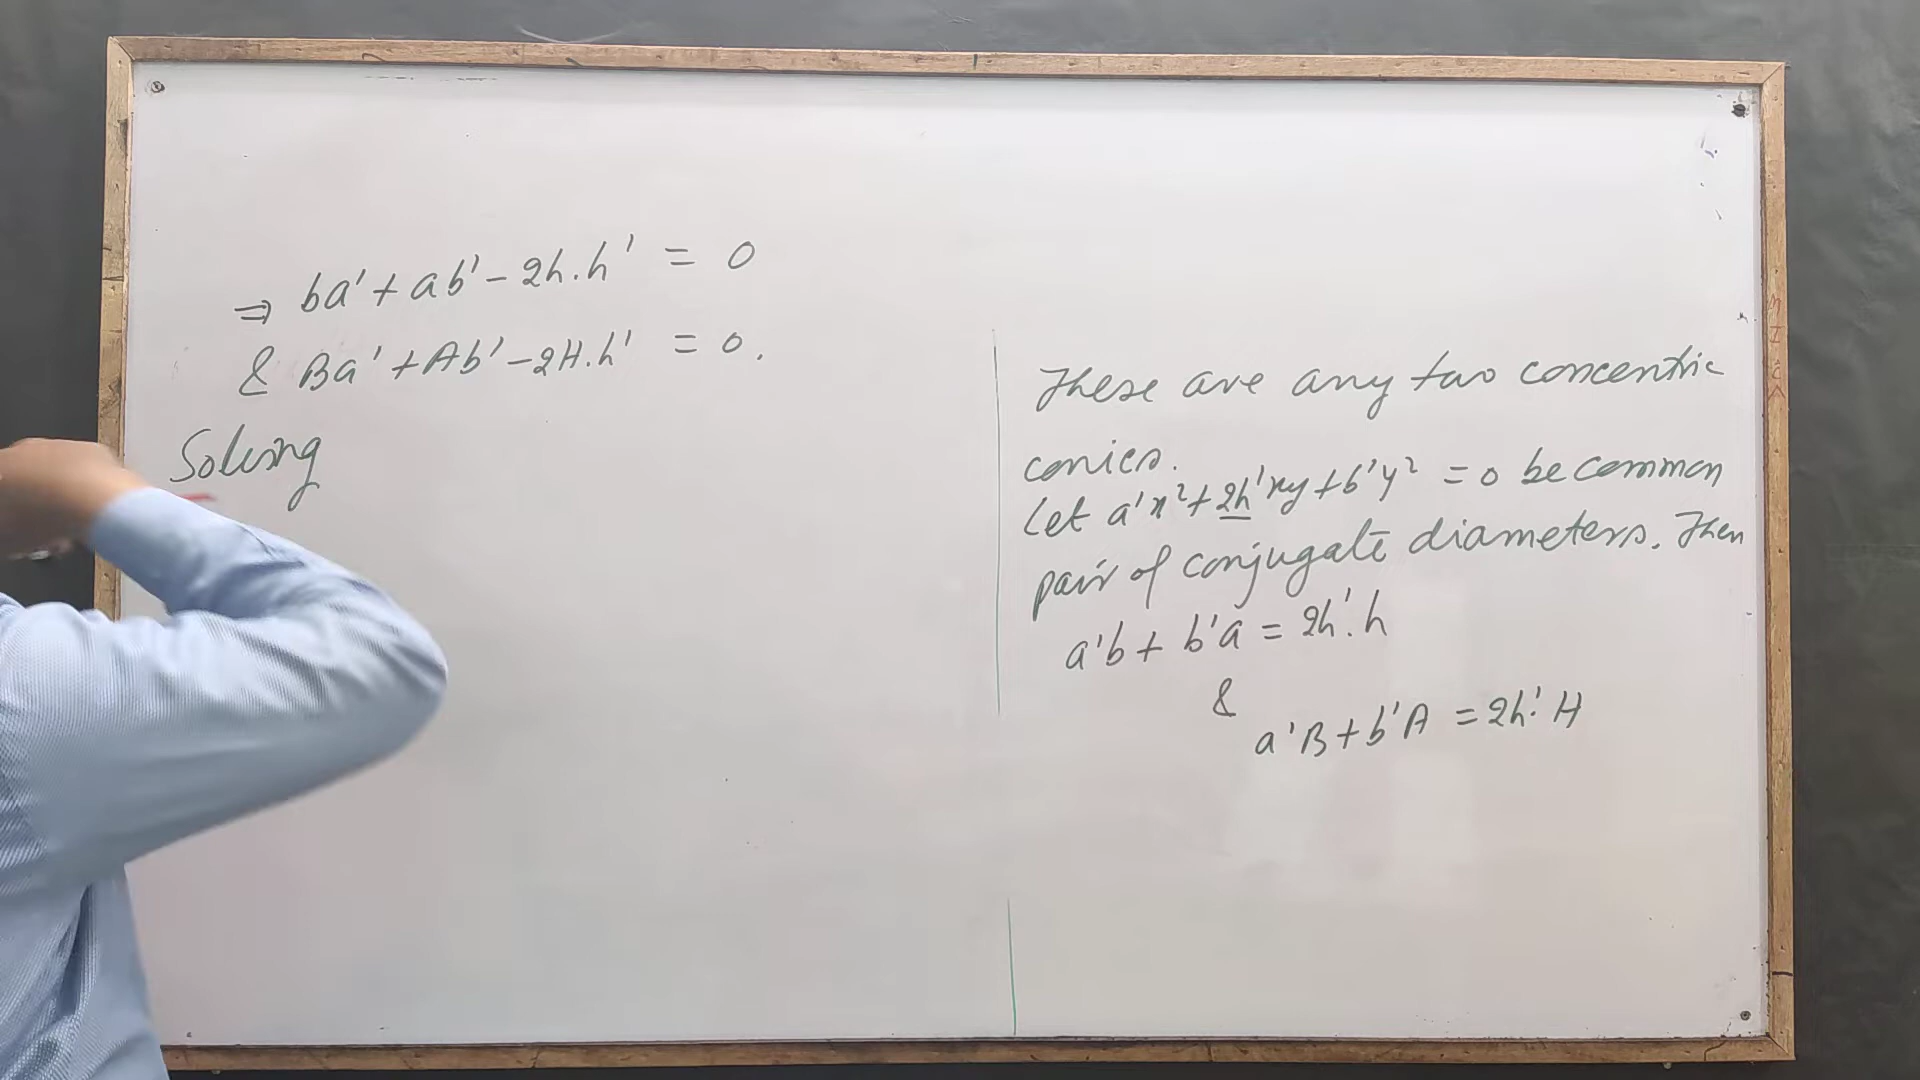 ⇒ ba' + ab' - 2h.h' = 0
& Ba' + Ab' - 2H.h' = 0.
Solving
These are any two concentric
conics.
Let a'x² + 2h'xy + b'y² = 0 be common
pair of conjugate diameters. Then
a'b + b'a = 2h'.h
&
a'B + b'A = 2h'.H